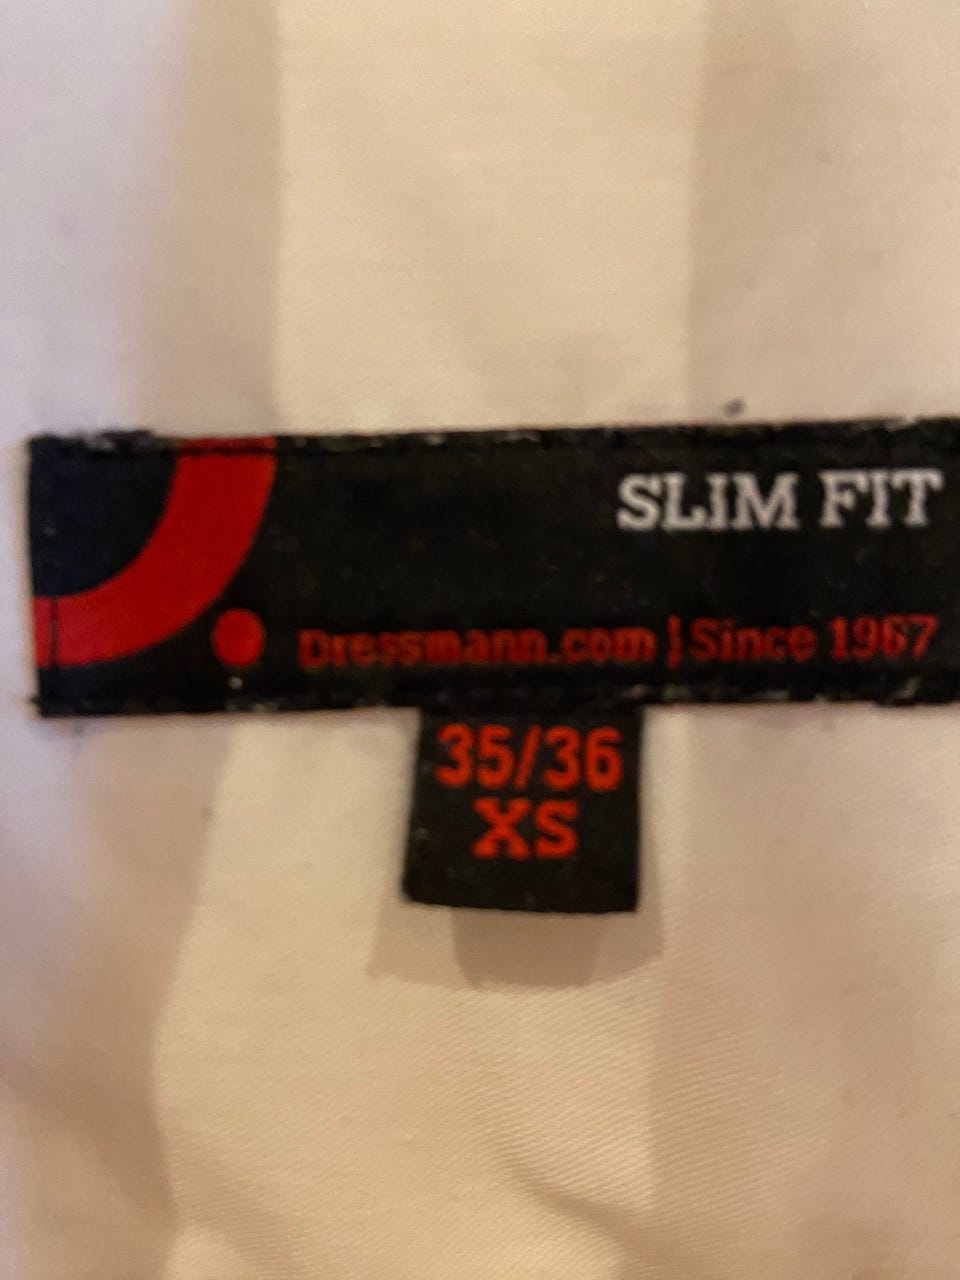 SLIM FIT
Dressmann.com | Since 1967
35/36
XS